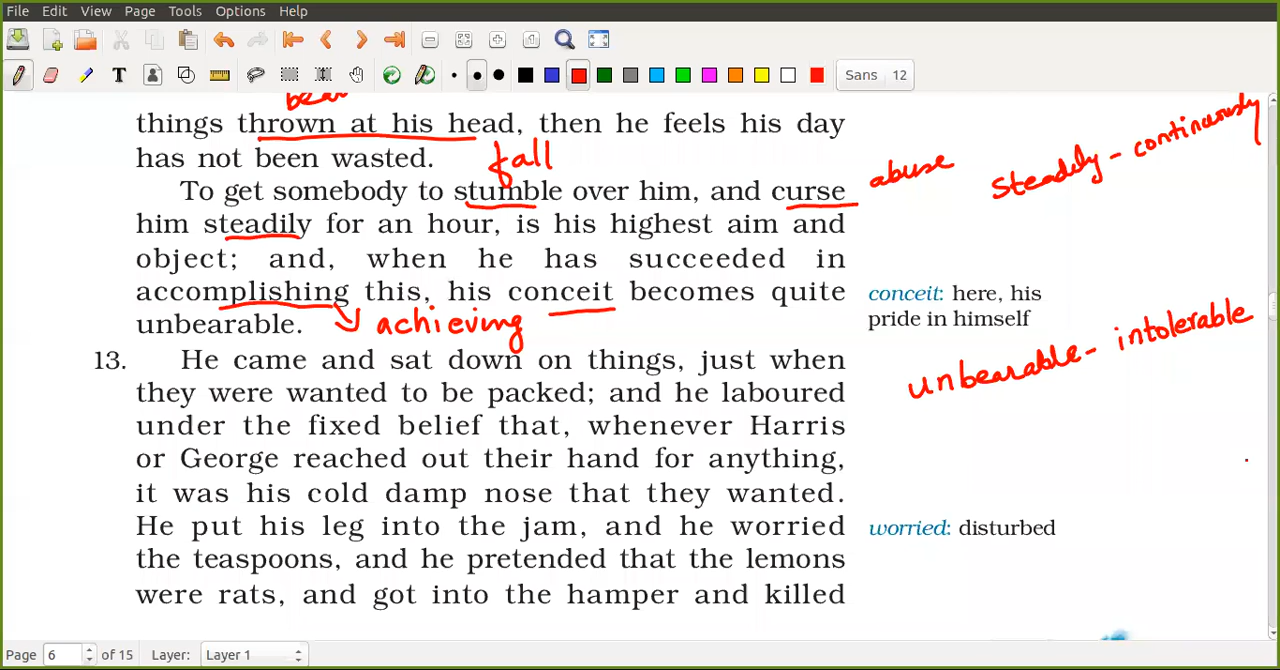 File Edit View Page Tools Options Help
T Sans 12
things thrown at his head, then he feels his day
has not been wasted.
fall
To get somebody to stumble over him, and curse
abuse
steadily - continuously
him steadily for an hour, is his highest aim and
object; and, when he has succeeded in
accomplishing this, his conceit becomes quite
conceit: here, his
unbearable.
achieving
pride in himself
unbearable - intolerable
13. He came and sat down on things, just when
they were wanted to be packed; and he laboured
under the fixed belief that, whenever Harris
or George reached out their hand for anything,
it was his cold damp nose that they wanted.
He put his leg into the jam, and he worried
worried: disturbed
the teaspoons, and he pretended that the lemons
were rats, and got into the hamper and killed
Page 6 of 15 Layer: Layer 1